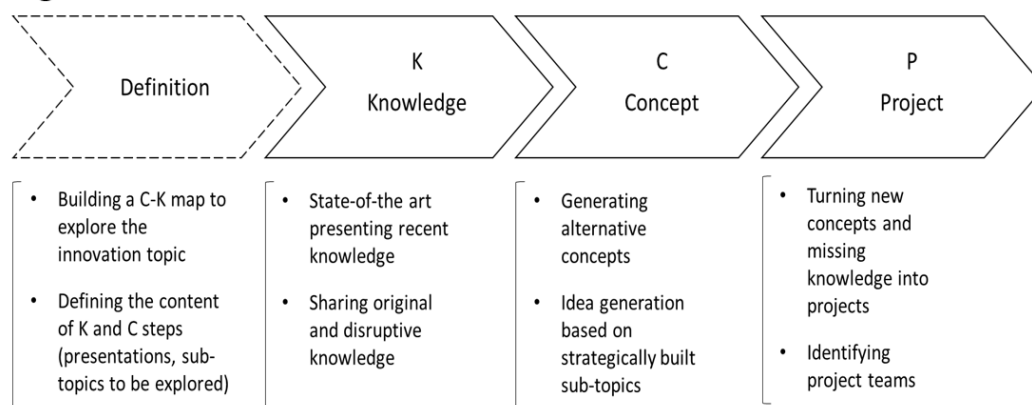 Definition
K
Knowledge
C
Concept
P
Project
• Building a C-K map to
explore the
innovation topic
• Defining the content
of K and C steps
(presentations, sub-
topics to be explored)
• State-of-the art
presenting recent
knowledge
• Sharing original
and disruptive
knowledge
• Generating
alternative
concepts
• Idea generation
based on
strategically built
sub-topics
• Turning new
concepts and
missing
knowledge into
projects
• Identifying
project teams